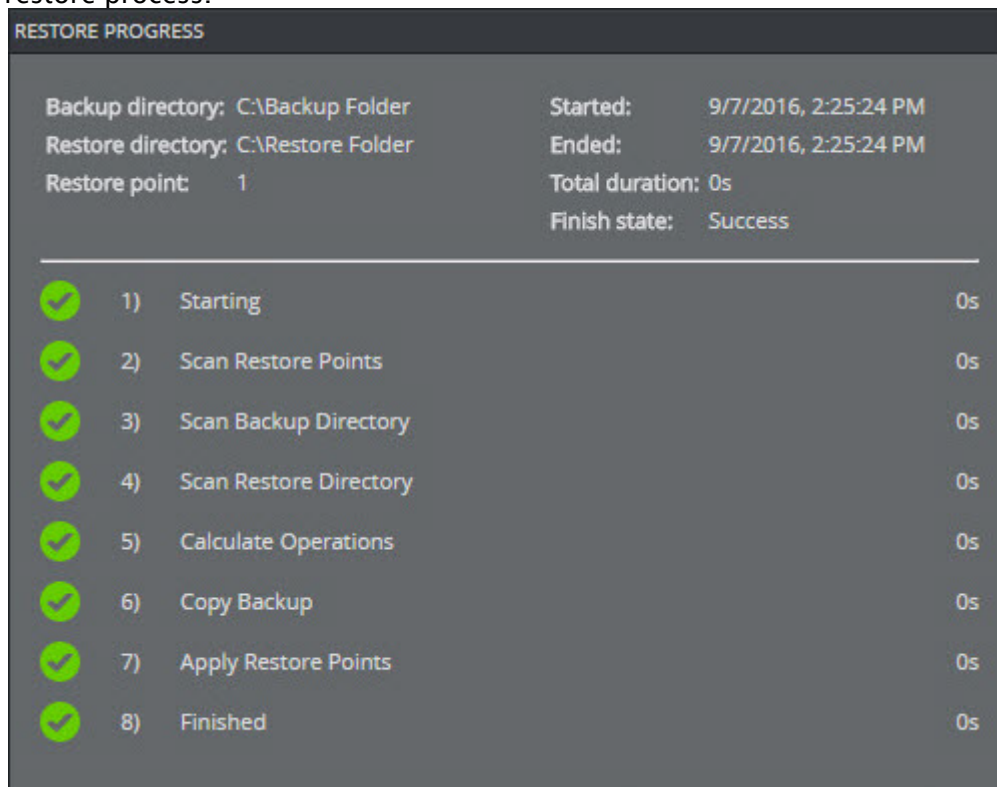 restore process:
RESTORE PROGRESS
Backup directory: C:\Backup Folder
Restore directory: C:\Restore Folder
Restore point: 1
Started: 9/7/2016, 2:25:24 PM
Ended: 9/7/2016, 2:25:24 PM
Total duration: 0s
Finish state: Success
1) Starting 0s
2) Scan Restore Points 0s
3) Scan Backup Directory 0s
4) Scan Restore Directory 0s
5) Calculate Operations 0s
6) Copy Backup 0s
7) Apply Restore Points 0s
8) Finished 0s